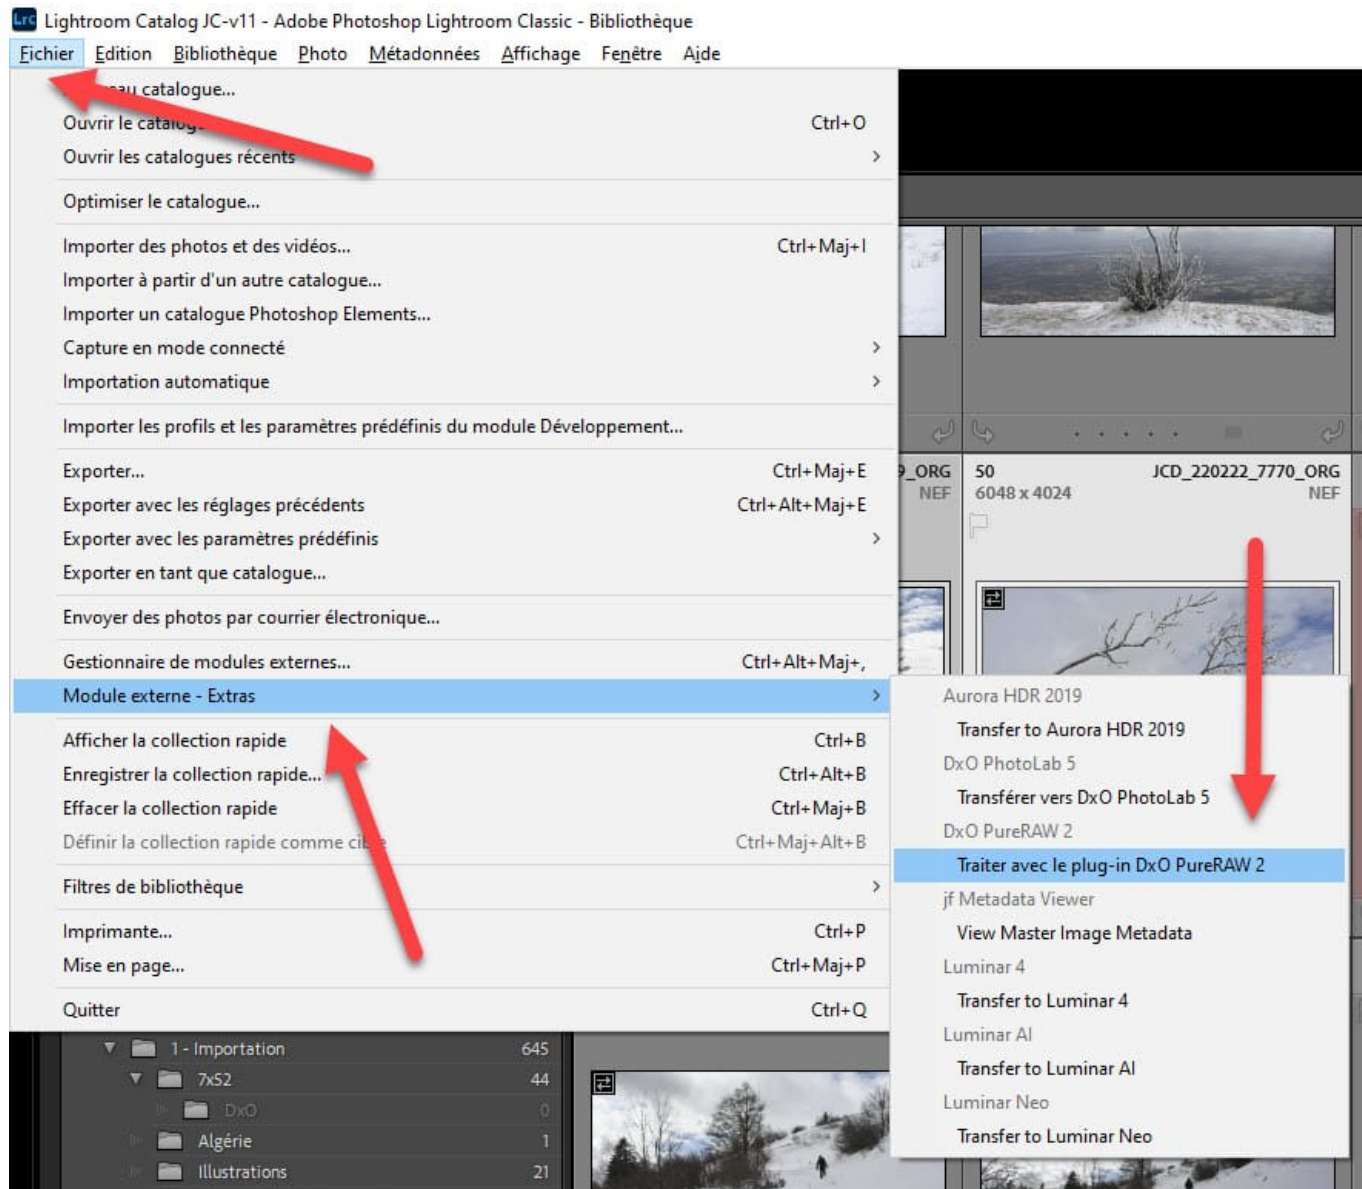 Lrc Lightroom Catalog JC-v11 - Adobe Photoshop Lightroom Classic - Bibliothèque
Fichier Edition Bibliothèque Photo Métadonnées Affichage Fenêtre Aide
catalogue...
Ouvrir le Ctrl+O
Ouvrir les catalogues récents
Optimiser le catalogue...
Importer des photos et des vidéos... Ctrl+Maj+I
Importer à partir d'un autre catalogue...
Importer un catalogue Photoshop Elements...
Capture en mode connecté
Importation automatique
Importer les profils et les paramètres prédéfinis du module Développement...
Exporter... Ctrl+Maj+E
Exporter avec les réglages précédents Ctrl+Alt+Maj+E
Exporter avec les paramètres prédéfinis
Exporter en tant que catalogue...
Envoyer des photos par courrier électronique...
Gestionnaire de modules externes... Ctrl+Alt+Maj+,
Module externe - Extras
Afficher la collection rapide Ctrl+B
Enregistrer la collection rapide... Ctrl+Alt+B
Effacer la collection rapide Ctrl+Maj+B
Définir la collection rapide comme Ctrl+Maj+Alt+B
Filtres de bibliothèque
Imprimante... Ctrl+P
Mise en page... Ctrl+Maj+P
Quitter Ctrl+Q
9_ORG
NEF
50 JCD_220222_7770_ORG
6048 x 4024 NEF
Aurora HDR 2019
Transfer to Aurora HDR 2019
DxO PhotoLab 5
Transférer vers DxO PhotoLab 5
DxO PureRAW 2
Traiter avec le plug-in DxO PureRAW 2
jf Metadata Viewer
View Master Image Metadata
Luminar 4
Transfer to Luminar 4
Luminar AI
Transfer to Luminar AI
Luminar Neo
Transfer to Luminar Neo
1 - Importation 645
7x52 44
DxO 0
Algérie 1
Illustrations 21